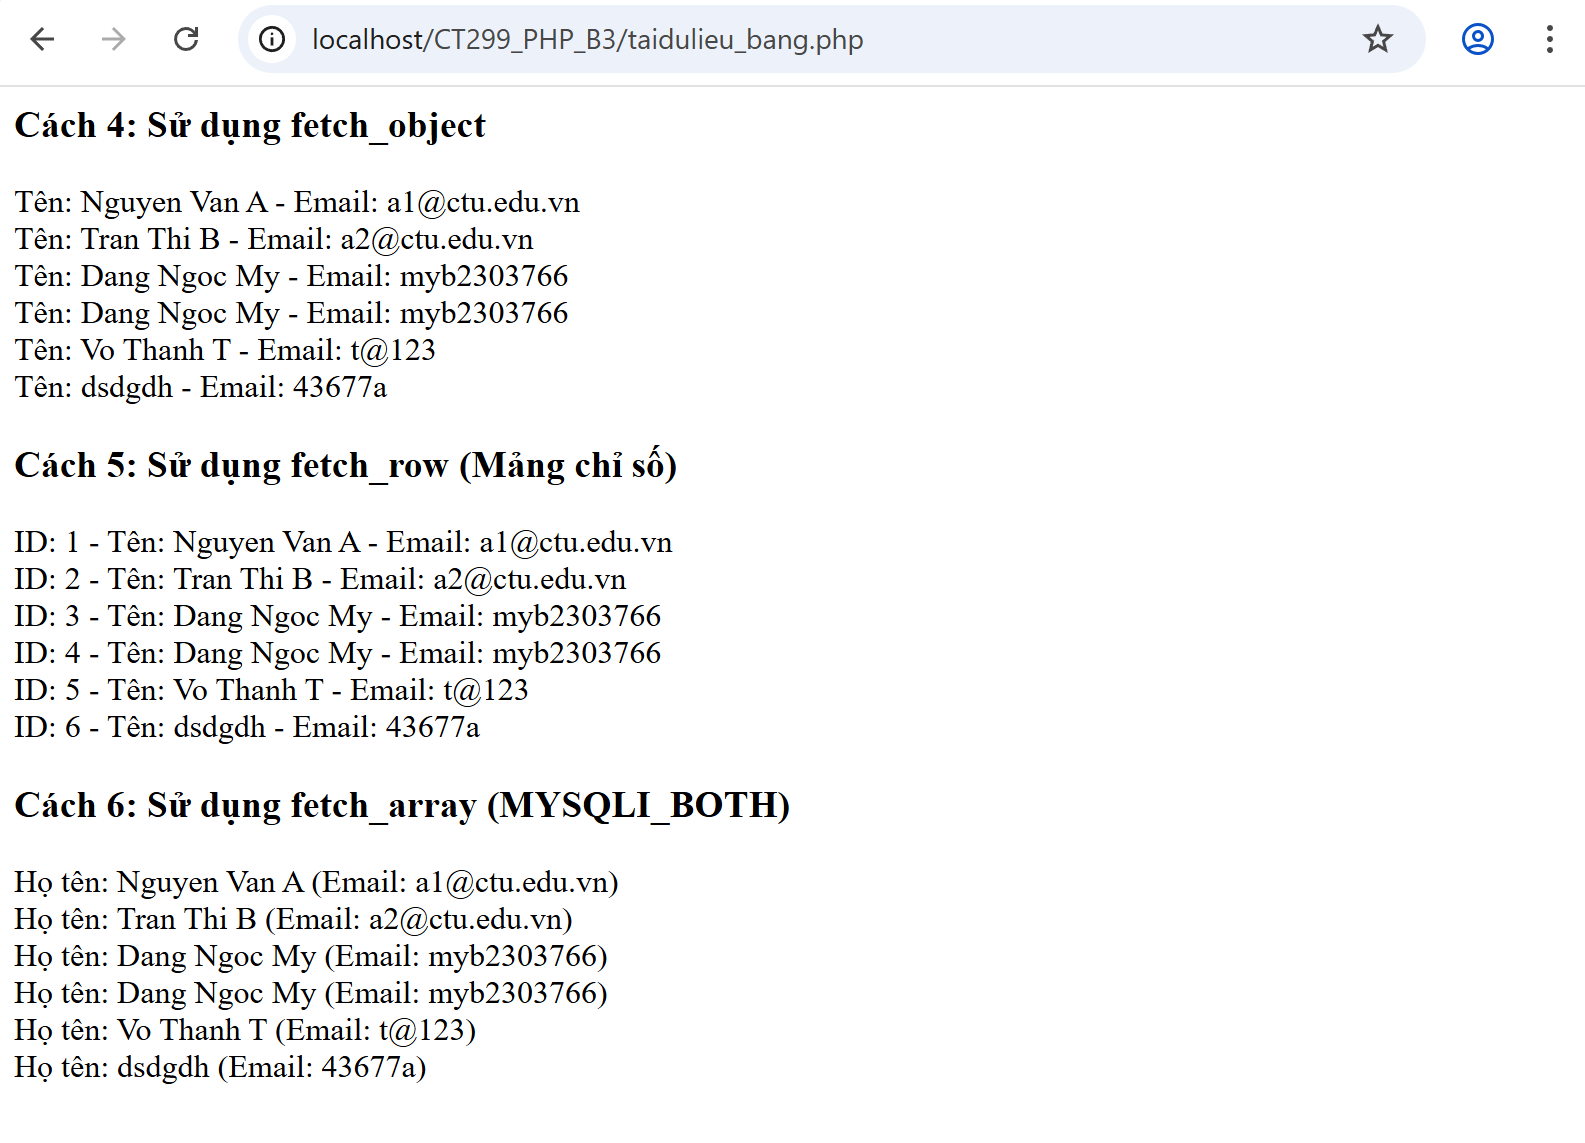 localhost/CT299_PHP_B3/taidulieu_bang.php
Cách 4: Sử dụng fetch_object
Tên: Nguyen Van A - Email: a1@ctu.edu.vn
Tên: Tran Thi B - Email: a2@ctu.edu.vn
Tên: Dang Ngoc My - Email: myb2303766
Tên: Dang Ngoc My - Email: myb2303766
Tên: Vo Thanh T - Email: t@123
Tên: dsdgdh - Email: 43677a
Cách 5: Sử dụng fetch_row (Mảng chỉ số)
ID: 1 - Tên: Nguyen Van A - Email: a1@ctu.edu.vn
ID: 2 - Tên: Tran Thi B - Email: a2@ctu.edu.vn
ID: 3 - Tên: Dang Ngoc My - Email: myb2303766
ID: 4 - Tên: Dang Ngoc My - Email: myb2303766
ID: 5 - Tên: Vo Thanh T - Email: t@123
ID: 6 - Tên: dsdgdh - Email: 43677a
Cách 6: Sử dụng fetch_array (MYSQLI_BOTH)
Họ tên: Nguyen Van A (Email: a1@ctu.edu.vn)
Họ tên: Tran Thi B (Email: a2@ctu.edu.vn)
Họ tên: Dang Ngoc My (Email: myb2303766)
Họ tên: Dang Ngoc My (Email: myb2303766)
Họ tên: Vo Thanh T (Email: t@123)
Họ tên: dsdgdh (Email: 43677a)